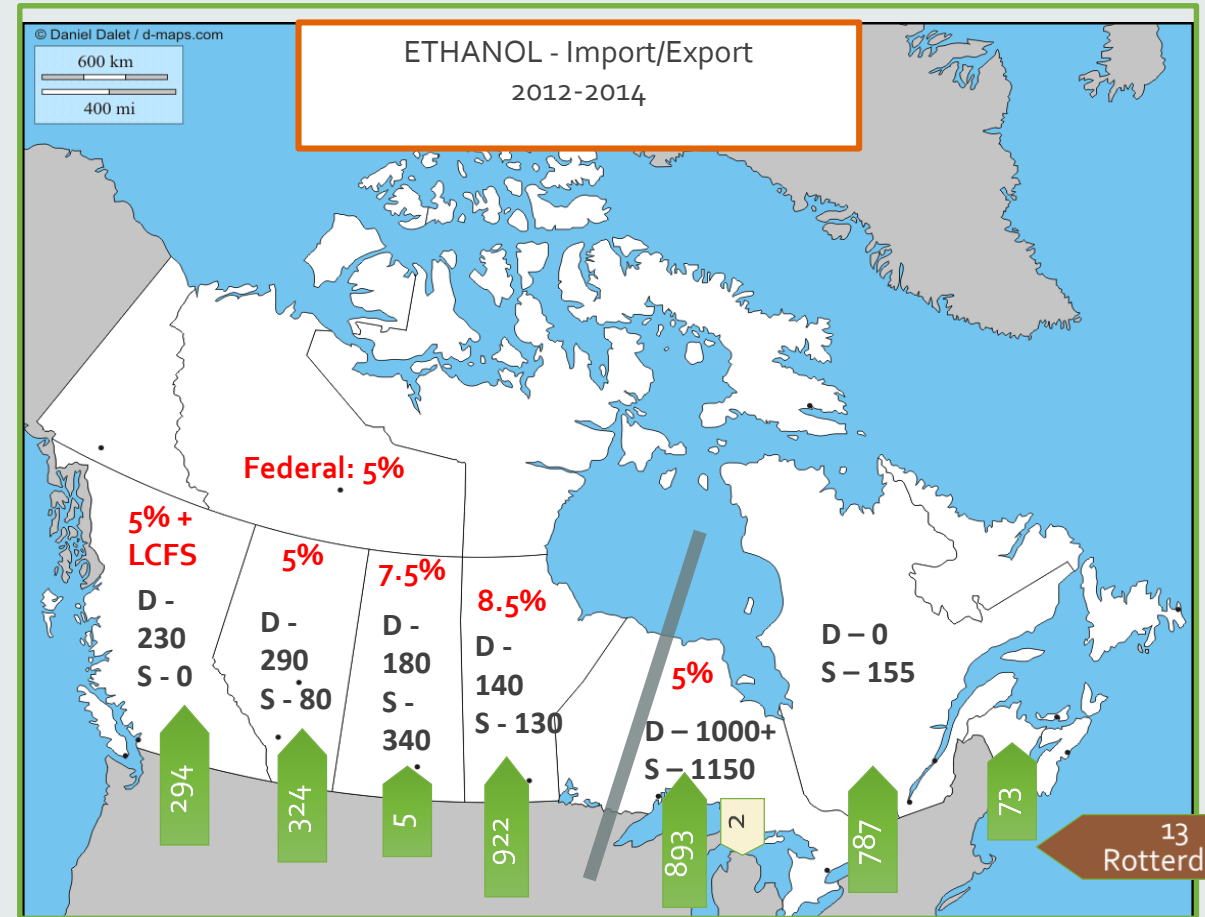 © Daniel Dalet / d-maps.com
600 km
400 mi
ETHANOL - Import/Export
2012-2014
Federal: 5%
5% +
LCFS
D -
230
S - 0
5%
D -
290
S - 80
7.5%
D -
180
S -
340
8.5%
D -
140
S - 130
5%
D – 1000+
S – 1150
D – 0
S – 155
294
324
5
922
893
2
787
73
13
Rotterd